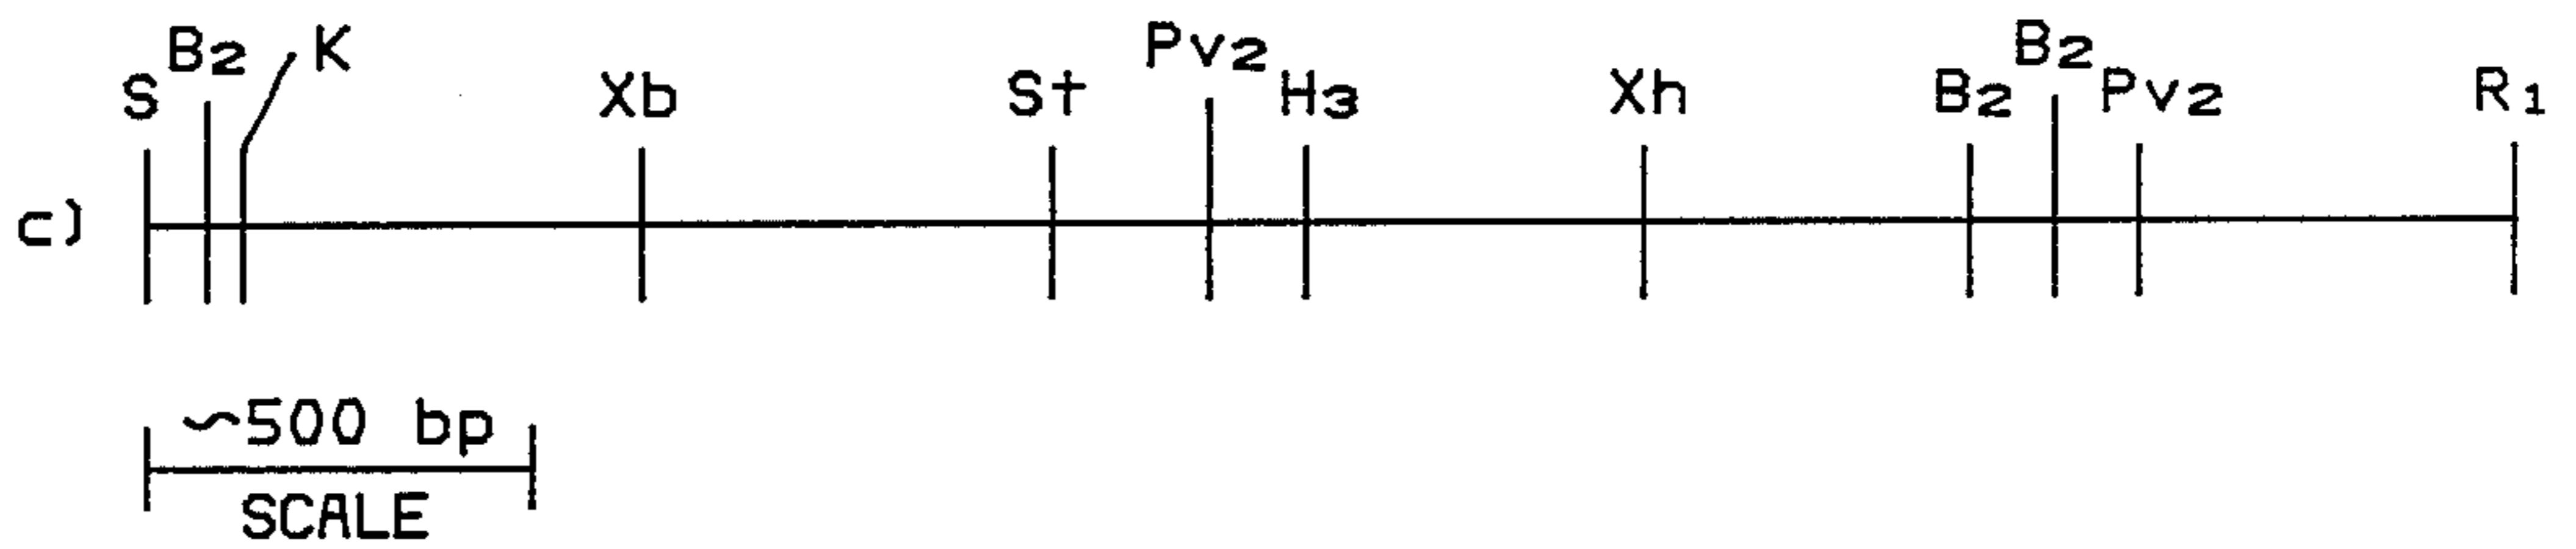 S B2 K Xb St Pv2 H3 Xh B2 B2 Pv2 R1
c)
~500 bp
SCALE